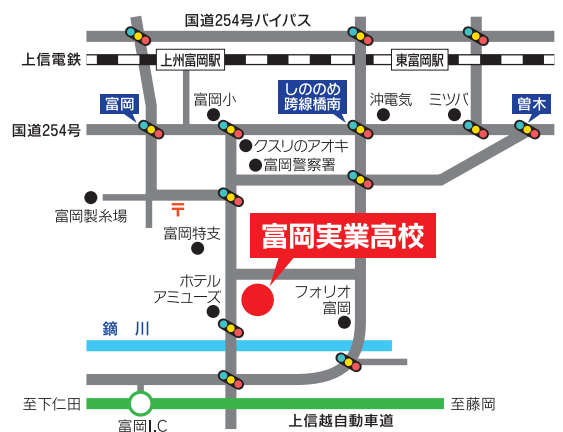 国道254号バイパス
上信電鉄
上州富岡駅
東富岡駅
富岡
富岡小
しののめ
跨線橋南
沖電気
ミツバ
曽木
国道254号
クスリのアオキ
富岡警察署
富岡製糸場
〒
富岡特支
富岡実業高校
ホテル
アミューズ
フォリオ
富岡
鏑 川
至下仁田
至藤岡
富岡I.C
上信越自動車道